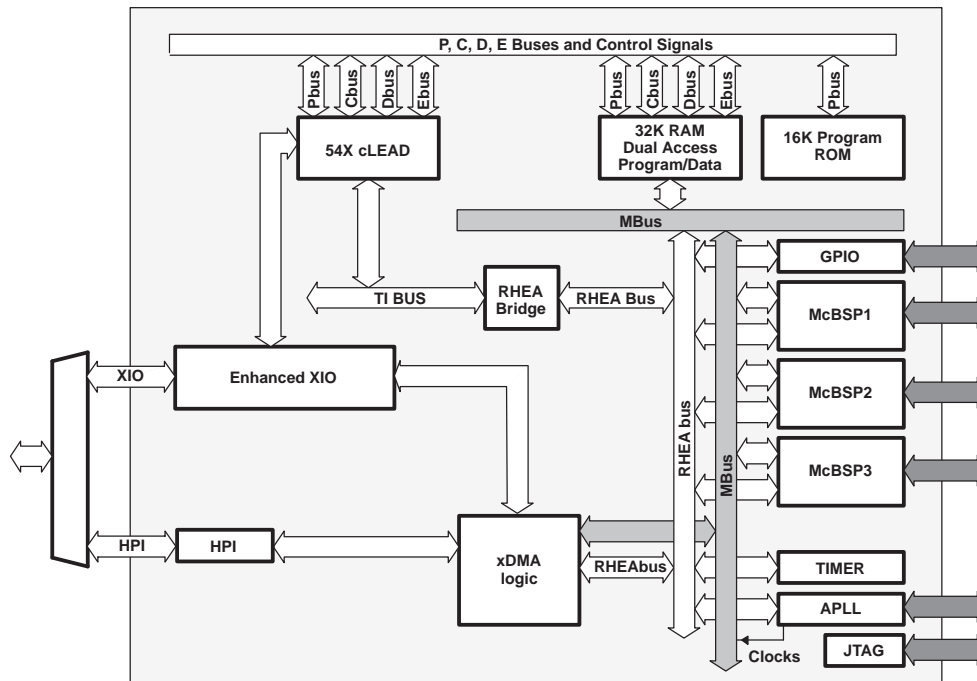 P, C, D, E Buses and Control Signals
Pbus
Cbus
Dbus
Ebus
Pbus
Cbus
Dbus
Ebus
Pbus
54X cLEAD
32K RAM
Dual Access
Program/Data
16K Program
ROM
MBus
GPIO
TI BUS
RHEA
Bridge
RHEA Bus
McBSP1
XIO
Enhanced XIO
McBSP2
RHEA bus
MBus
McBSP3
HPI
HPI
xDMA
logic
RHEAbus
TIMER
APLL
Clocks
JTAG